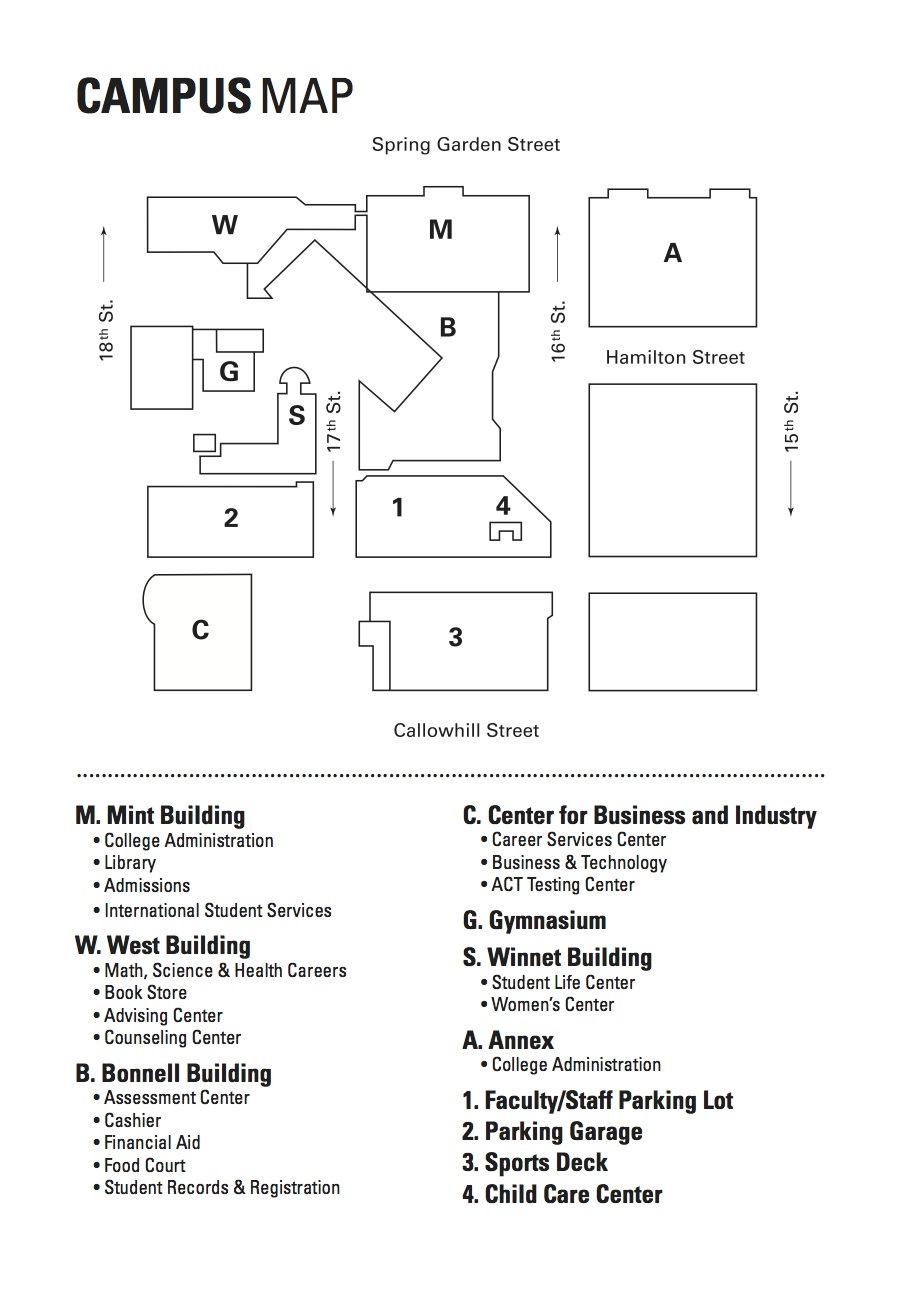 CAMPUS MAP
Spring Garden Street
W
M
A
18th St.
16th St.
B
Hamilton Street
G
S
17th St.
15th St.
2
1
4
C
3
Callowhill Street
M. Mint Building
• College Administration
• Library
• Admissions
• International Student Services
W. West Building
• Math, Science & Health Careers
• Book Store
• Advising Center
• Counseling Center
B. Bonnell Building
• Assessment Center
• Cashier
• Financial Aid
• Food Court
• Student Records & Registration
C. Center for Business and Industry
• Career Services Center
• Business & Technology
• ACT Testing Center
G. Gymnasium
S. Winnet Building
• Student Life Center
• Women's Center
A. Annex
• College Administration
1. Faculty/Staff Parking Lot
2. Parking Garage
3. Sports Deck
4. Child Care Center